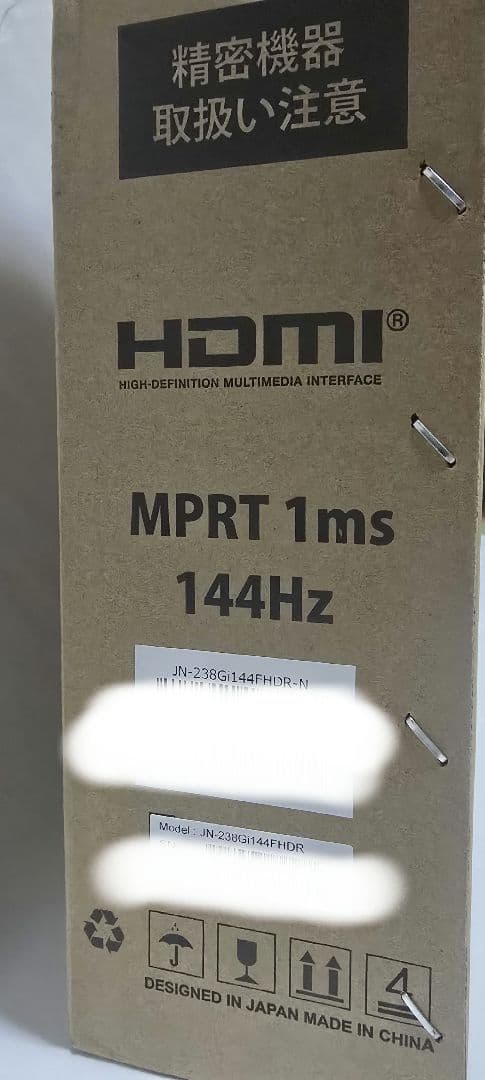 精密機器
取扱い注意
HDMI®
HIGH-DEFINITION MULTIMEDIA INTERFACE
MPRT 1ms
144Hz
JN-238Gi144FHDR-N
Model : JN-238Gi144FHDR
4
DESIGNED IN JAPAN MADE IN CHINA